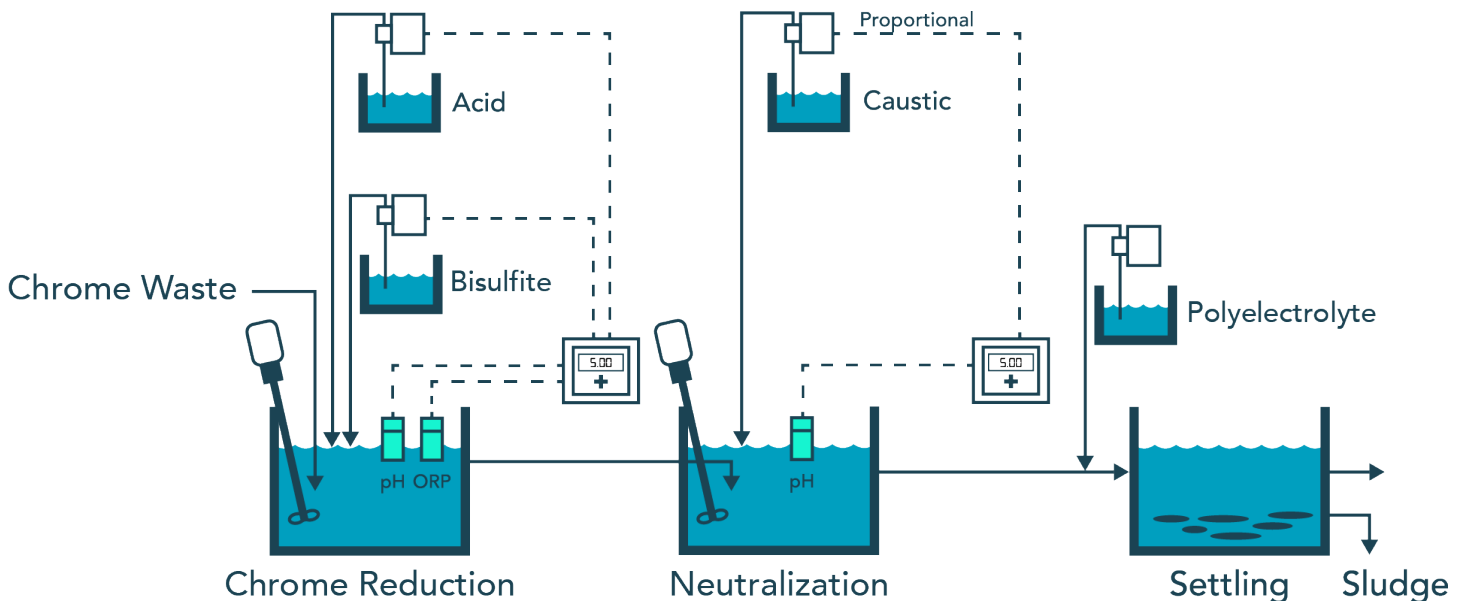 Proportional
Acid
Caustic
Bisulfite
Chrome Waste
Polyelectrolyte
5.00
5.00
pH ORP
pH
Chrome Reduction
Neutralization
Settling
Sludge